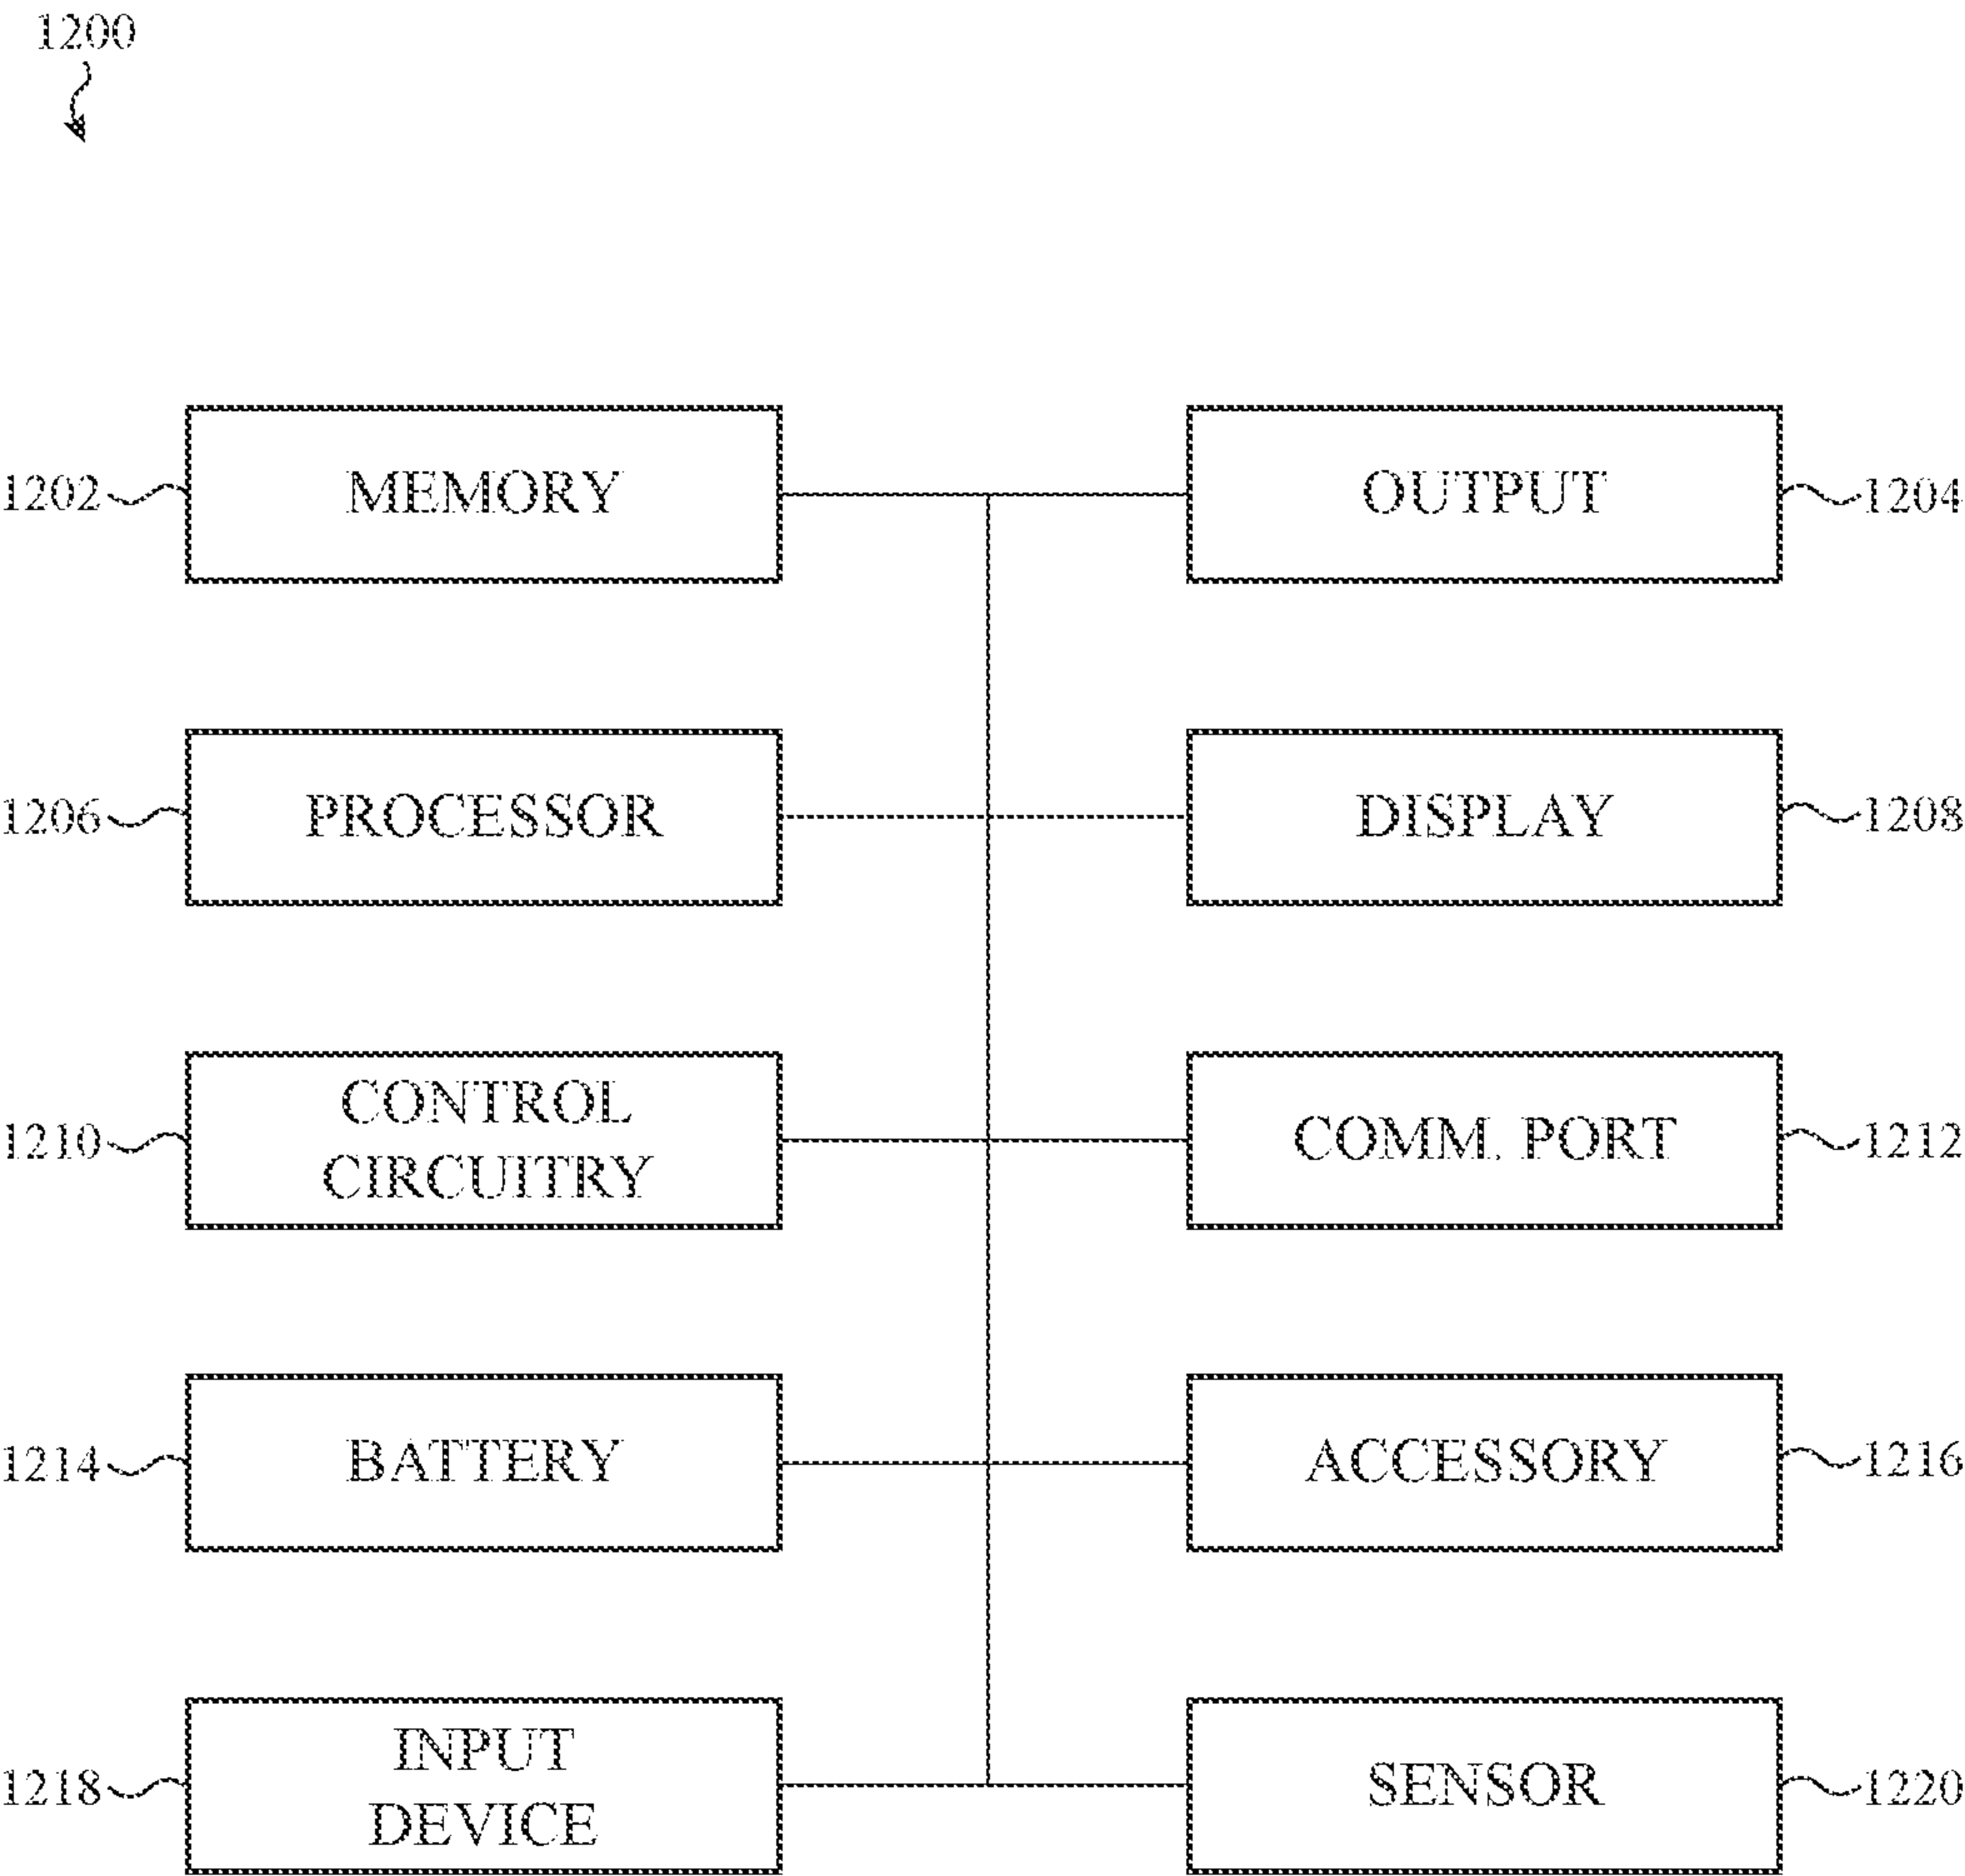 1200
1202 MEMORY OUTPUT 1204
1206 PROCESSOR DISPLAY 1208
1210 CONTROL
CIRCUITRY COMM. PORT 1212
1214 BATTERY ACCESSORY 1216
1218 INPUT
DEVICE SENSOR 1220